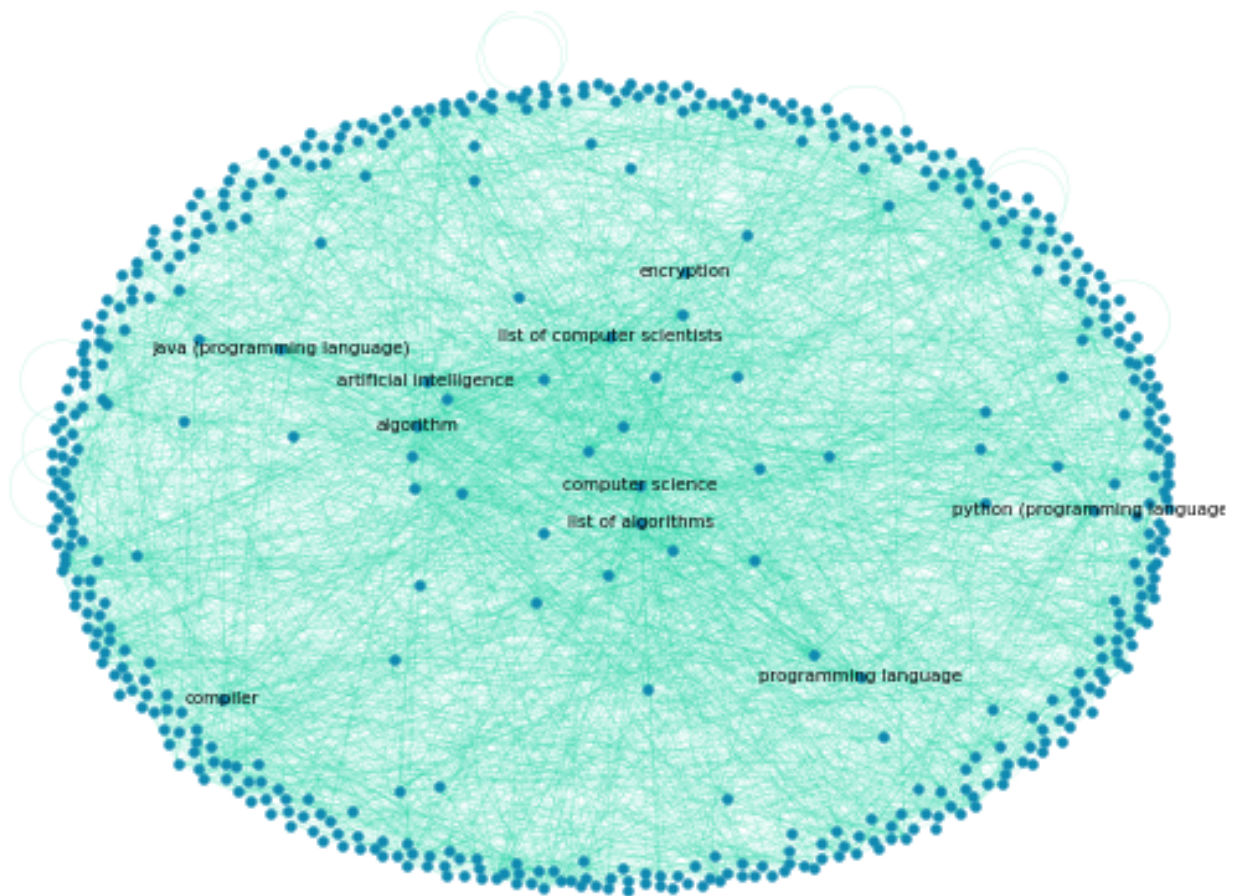 encryption
list of computer scientists
java (programming language)
artificial intelligence
algorithm
computer science
python (programming language
list of algorithms
programming language
compiler